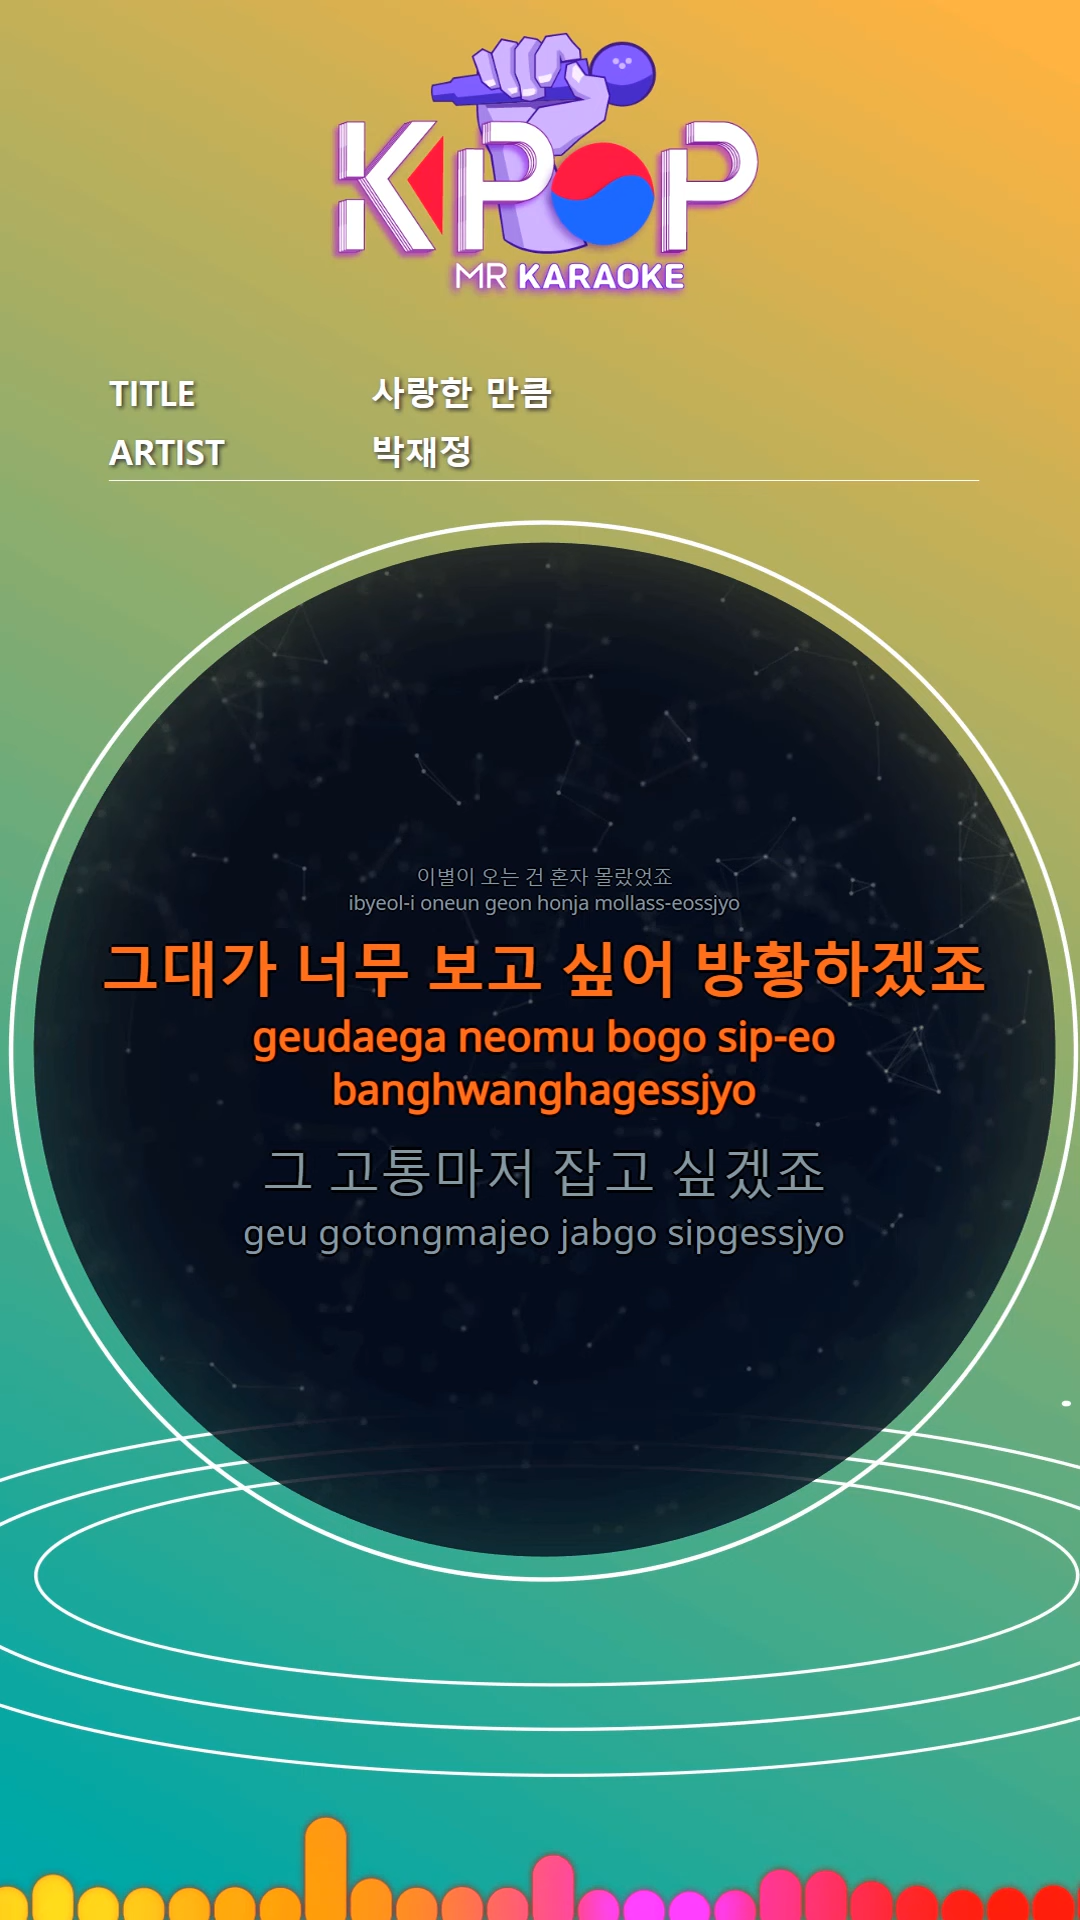 KPOP
MR KARAOKE
TITLE 사랑한 만큼
ARTIST 박재정
이별이 오는 건 혼자 몰랐었죠
ibyeol-i oneun geon honja mollass-eossjyo
그대가 너무 보고 싶어 방황하겠죠
geudaega neomu bogo sip-eo
banghwanghagessjyo
그 고통마저 잡고 싶겠죠
geu gotongmajeo jabgo sipgessjyo